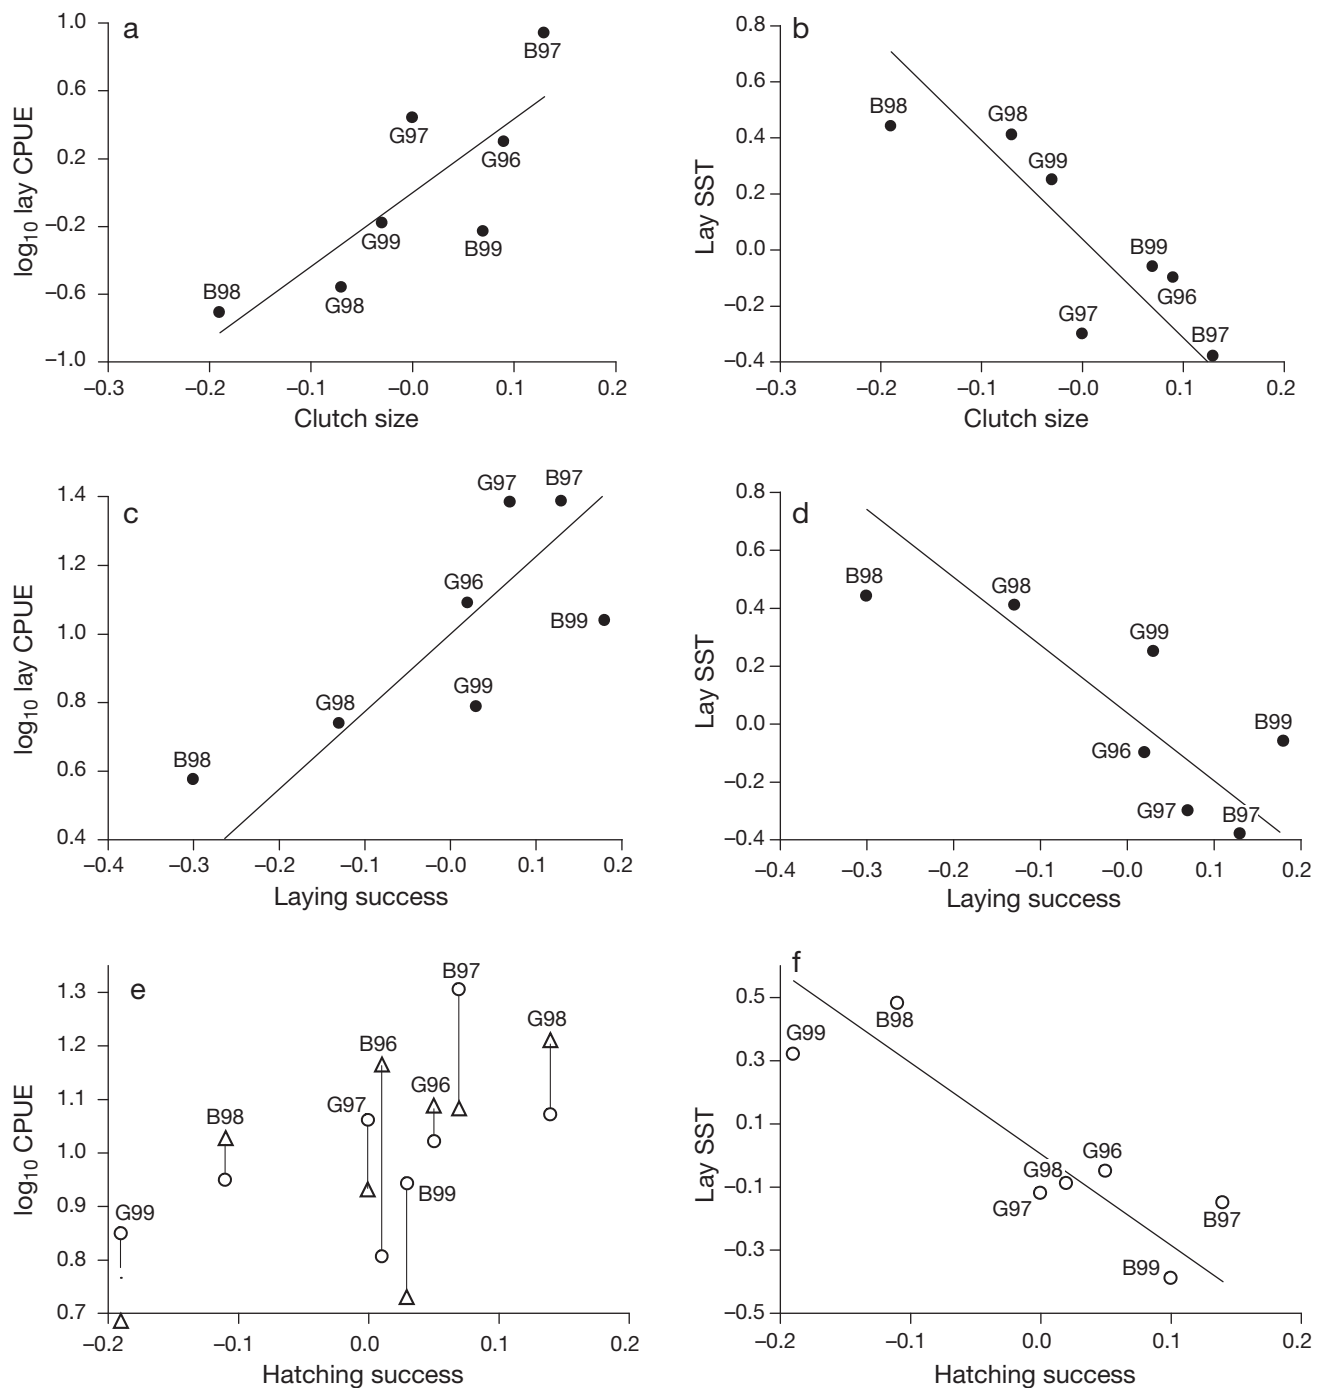 a
1.0
0.6
0.2
−0.2
−0.6
−1.0
log10 lay CPUE
B97
G97
G96
G99
B99
B98
G98
−0.3
−0.2
−0.1
−0.0
0.1
0.2
Clutch size
b
0.8
0.6
0.4
0.2
0.0
−0.2
−0.4
Lay SST
B98
G98
G99
B99
G96
G97
B97
−0.3
−0.2
−0.1
−0.0
0.1
0.2
Clutch size
c
1.4
1.2
1.0
0.8
0.6
0.4
log10 lay CPUE
G97
B97
G96
B99
G99
G98
B98
−0.4
−0.3
−0.2
−0.1
−0.0
0.1
0.2
Laying success
d
0.8
0.6
0.4
0.2
0.0
−0.2
−0.4
Lay SST
B98
G98
G99
B99
G96
G97
B97
−0.4
−0.3
−0.2
−0.1
−0.0
0.1
0.2
Laying success
e
1.3
1.2
1.1
1.0
0.9
0.8
0.7
log10 CPUE
B97
G98
B96
G96
G97
B98
B99
G99
−0.2
−0.1
0.0
0.1
0.2
Hatching success
f
0.5
0.3
0.1
−0.1
−0.3
−0.5
Lay SST
G99
B98
G96
G98
G97
B97
B99
−0.2
−0.1
0.0
0.1
0.2
Hatching success